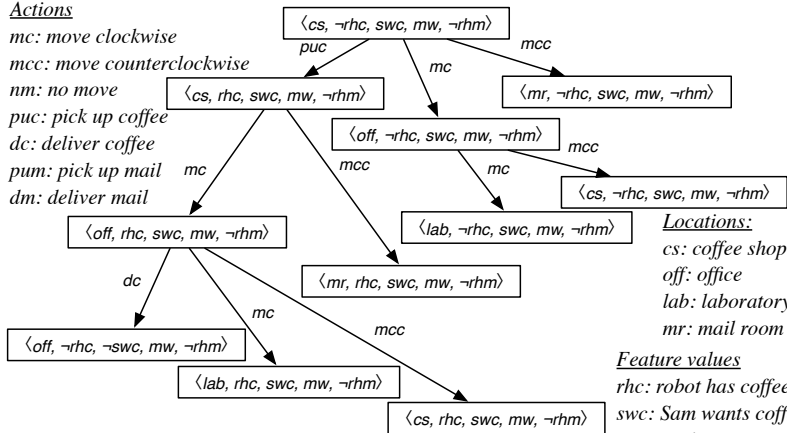 Actions
mc: move clockwise
mcc: move counterclockwise
nm: no move
puc: pick up coffee
dc: deliver coffee
pum: pick up mail
dm: deliver mail
⟨cs, ¬rhc, swc, mw, ¬rhm⟩
puc
mc
mcc
⟨cs, rhc, swc, mw, ¬rhm⟩
⟨mr, ¬rhc, swc, mw, ¬rhm⟩
⟨off, ¬rhc, swc, mw, ¬rhm⟩
mc
mcc
mc
mcc
⟨cs, ¬rhc, swc, mw, ¬rhm⟩
⟨off, rhc, swc, mw, ¬rhm⟩
⟨lab, ¬rhc, swc, mw, ¬rhm⟩
⟨mr, rhc, swc, mw, ¬rhm⟩
dc
mc
mcc
⟨off, ¬rhc, ¬swc, mw, ¬rhm⟩
⟨lab, rhc, swc, mw, ¬rhm⟩
⟨cs, rhc, swc, mw, ¬rhm⟩
Locations:
cs: coffee shop
off: office
lab: laboratory
mr: mail room
Feature values
rhc: robot has coffee
swc: Sam wants